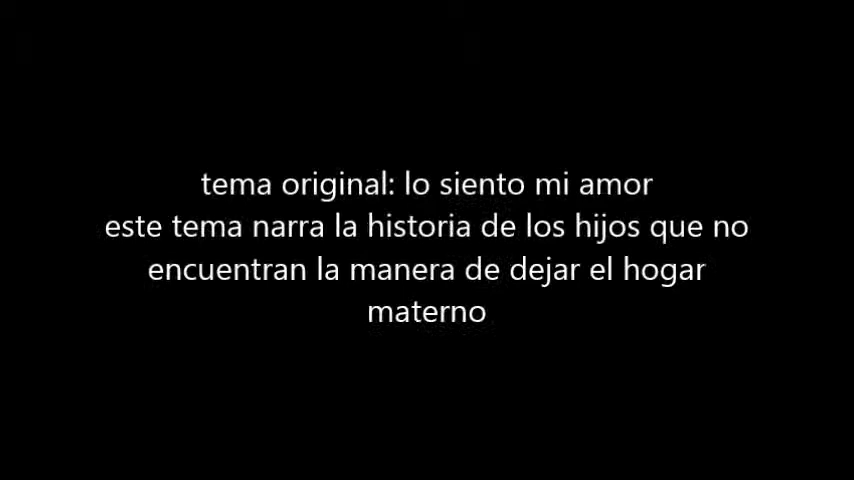 tema original: lo siento mi amor
este tema narra la historia de los hijos que no
encuentran la manera de dejar el hogar
materno